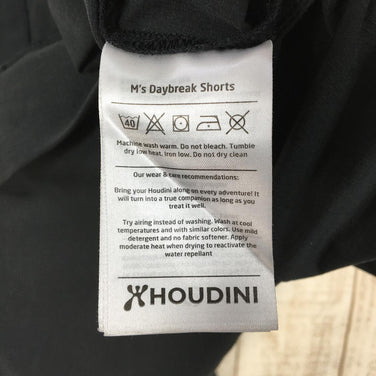 M's Daybreak Shorts
40
Machine wash warm. Do not bleach. Tumble
dry low heat. Iron low. Do not dry clean
Our wear & care recommendations:
Bring your Houdini along on every adventure! It
will turn into a true companion as long as you
treat it well.
Try airing instead of washing. Wash at cool
temperatures and with similar colors. Use mild
detergent and no fabric softener. Apply
moderate heat when drying to reactivate the
water repellant
HOUDINI